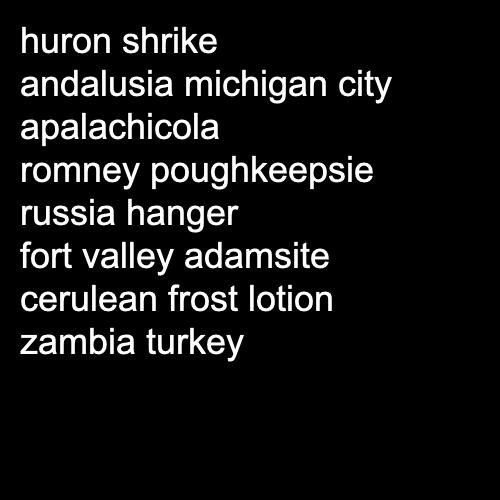 huron shrike
andalusia michigan city
apalachicola
romney poughkeepsie
russia hanger
fort valley adamsite
cerulean frost lotion
zambia turkey